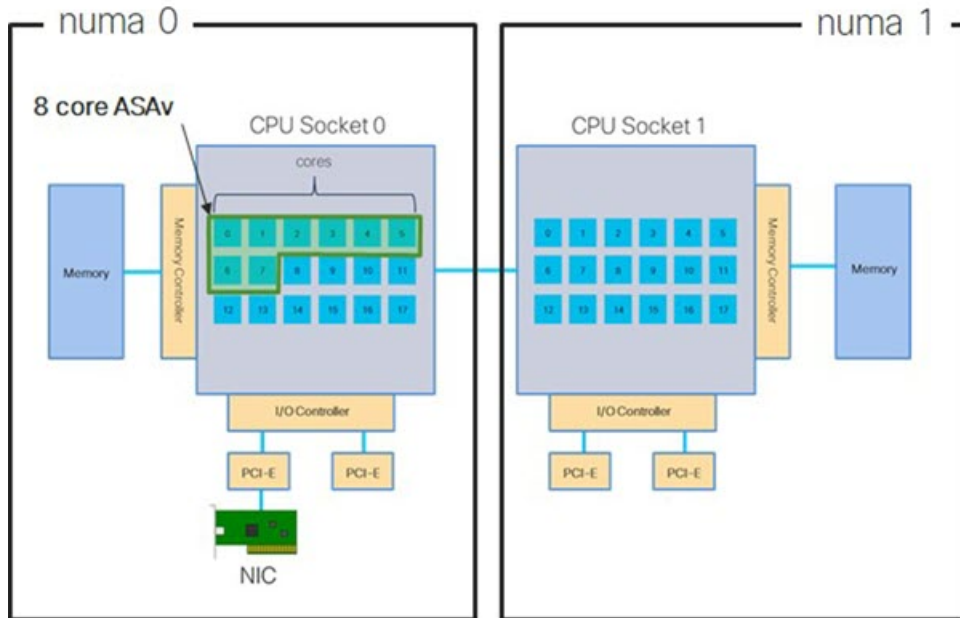 numa 0
numa 1
8 core ASAv
CPU Socket 0
CPU Socket 1
cores
Memory
Memory Controller
0 1 2 3 4 5
6 7 8 9 10 11
12 13 14 15 16 17
0 1 2 3 4 5
6 7 8 9 10 11
12 13 14 15 16 17
Memory Controller
Memory
I/O Controller
I/O Controller
PCI-E
PCI-E
PCI-E
PCI-E
NIC